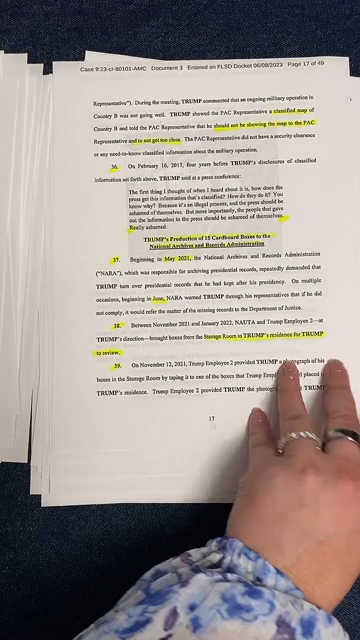 Case 9:23-cr-80101-AMC Document 3 Entered on FLSD Docket 06/08/2023 Page 17 of 49
Representative"). During the meeting, TRUMP commented that an ongoing military operation in
Country B was not going well. TRUMP showed the PAC Representative a classified map of
Country B and told the PAC Representative that he should not be showing the map to the PAC
Representative and to not get too close. The PAC Representative did not have a security clearance
or any need-to-know classified information about the military operation.
36. On February 16, 2017, four years before TRUMP's disclosures of classified
information set forth above, TRUMP said at a press conference:
The first thing I thought of when I heard about it is, how does the
press get this information that's classified? How do they do it? You
know why? Because it's an illegal process, and the press should be
ashamed of themselves. But more importantly, the people that gave
out the information to the press should be ashamed of themselves.
Really ashamed.
TRUMP's Production of 15 Cardboard Boxes to the
National Archives and Records Administration
37. Beginning in May 2021, the National Archives and Records Administration
("NARA"), which was responsible for archiving presidential records, repeatedly demanded that
TRUMP turn over presidential records that he had kept after his presidency. On multiple
occasions, beginning in June, NARA warned TRUMP through his representatives that if he did
not comply, it would refer the matter of the missing records to the Department of Justice.
38. Between November 2021 and January 2022, NAUTA and Trump Employee 2—at
TRUMP's direction—brought boxes from the Storage Room to TRUMP's residence for TRUMP
to review.
39. On November 12, 2021, Trump Employee 2 provided TRUMP a photograph of his
boxes in the Storage Room by taping it to one of the boxes that Trump placed
TRUMP's residence. Trump Employee 2 provided TRUMP the TRUMP
17